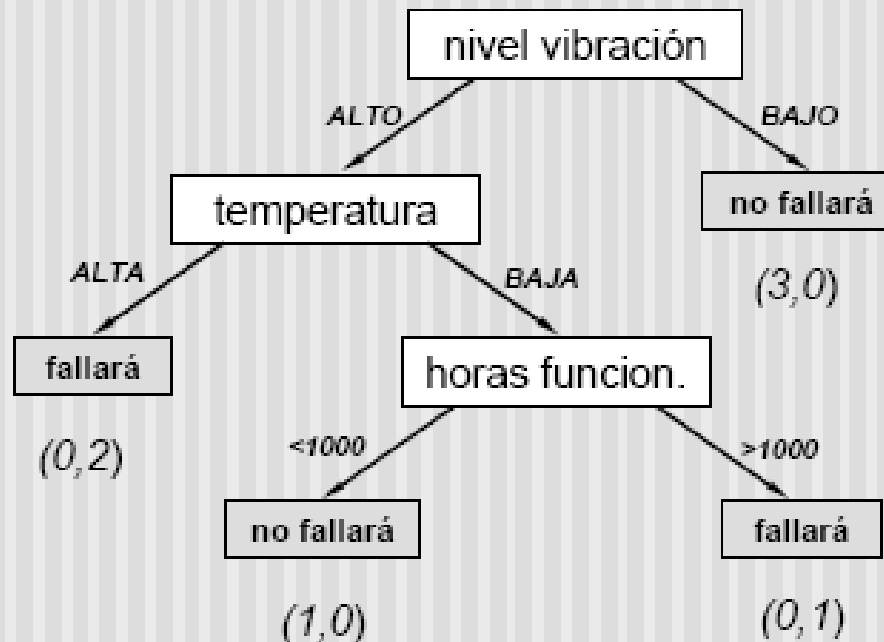 nivel vibración
ALTO
BAJO
temperatura
no fallará
ALTA
BAJA
(3,0)
fallará
horas funcion.
(0,2)
<1000
>1000
no fallará
fallará
(1,0)
(0,1)